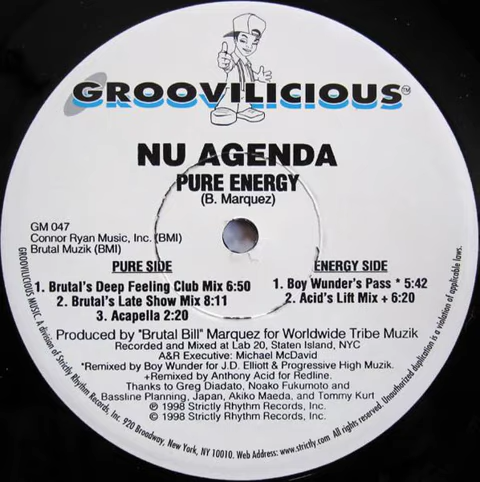 GROOVILICIOUS™
NU AGENDA
PURE ENERGY
(B. Marquez)
GM 047
Connor Ryan Music, Inc. (BMI)
Brutal Muzik (BMI)
PURE SIDE
1. Brutal's Deep Feeling Club Mix 6:50
2. Brutal's Late Show Mix 8:11
3. Acapella 2:20
ENERGY SIDE
1. Boy Wunder's Pass * 5:42
2. Acid's Lift Mix + 6:20
Produced by "Brutal Bill" Marquez for Worldwide Tribe Muzik
Recorded and Mixed at Lab 20, Staten Island, NYC
A&R Executive: Michael McDavid
*Remixed by Boy Wunder for J.D. Elliott & Progressive High Muzik.
+Remixed by Anthony Acid for Redline.
Thanks to Greg Diadato, Noako Fukumoto and
Bassline Planning, Japan, Akiko Maeda, and Tommy Kurt
℗ 1998 Strictly Rhythm Records, Inc.
© 1998 Strictly Rhythm Records, Inc.
GROOVILICIOUS MUSIC. A division of Strictly Rhythm Records, Inc. 920 Broadway, New York, NY 10010. Web Address: www.strictly.com All rights reserved. Unauthorized duplication is a violation of applicable laws.